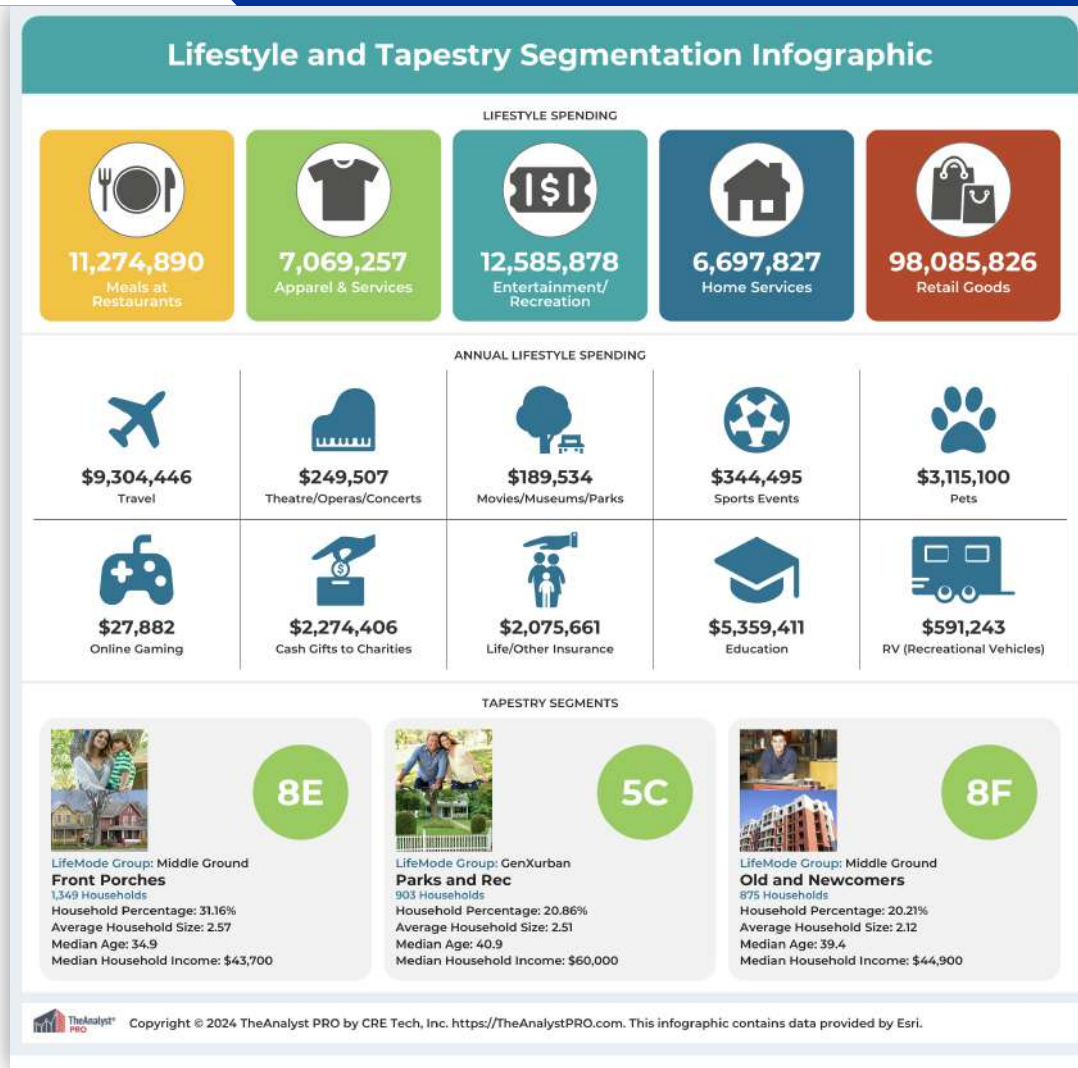 Lifestyle and Tapestry Segmentation Infographic
LIFESTYLE SPENDING
11,274,890
Meals at
Restaurants
7,069,257
Apparel & Services
$
12,585,878
Entertainment/
Recreation
6,697,827
Home Services
98,085,826
Retail Goods
ANNUAL LIFESTYLE SPENDING
$9,304,446
Travel
$249,507
Theatre/Operas/Concerts
$189,534
Movies/Museums/Parks
$344,495
Sports Events
$3,115,100
Pets
$27,882
Online Gaming
$
$2,274,406
Cash Gifts to Charities
$2,075,661
Life/Other Insurance
$5,359,411
Education
$591,243
RV (Recreational Vehicles)
TAPESTRY SEGMENTS
8E
LifeMode Group: Middle Ground
Front Porches
1,349 Households
Household Percentage: 31.16%
Average Household Size: 2.57
Median Age: 34.9
Median Household Income: $43,700
5C
LifeMode Group: GenXurban
Parks and Rec
903 Households
Household Percentage: 20.86%
Average Household Size: 2.51
Median Age: 40.9
Median Household Income: $60,000
8F
LifeMode Group: Middle Ground
Old and Newcomers
875 Households
Household Percentage: 20.21%
Average Household Size: 2.12
Median Age: 39.4
Median Household Income: $44,900
TheAnalyst®
PRO
Copyright © 2024 TheAnalyst PRO by CRE Tech, Inc. https://TheAnalystPRO.com. This infographic contains data provided by Esri.